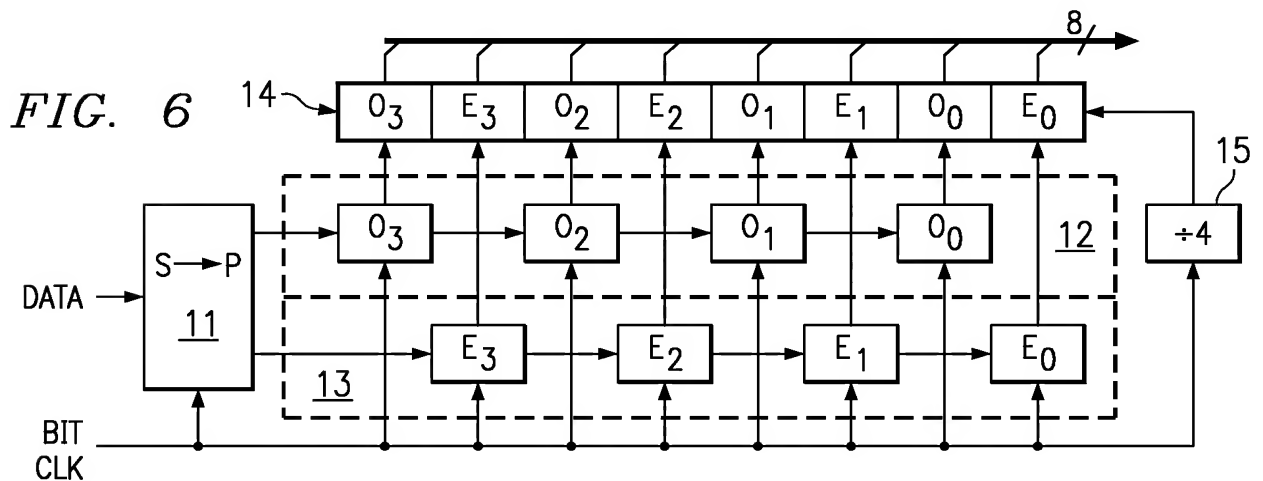 8
FIG. 6
14
O3 E3 O2 E2 O1 E1 O0 E0
15
O3 O2 O1 O0
12
÷4
S→P
DATA
11
E3 E2 E1 E0
13
BIT
CLK